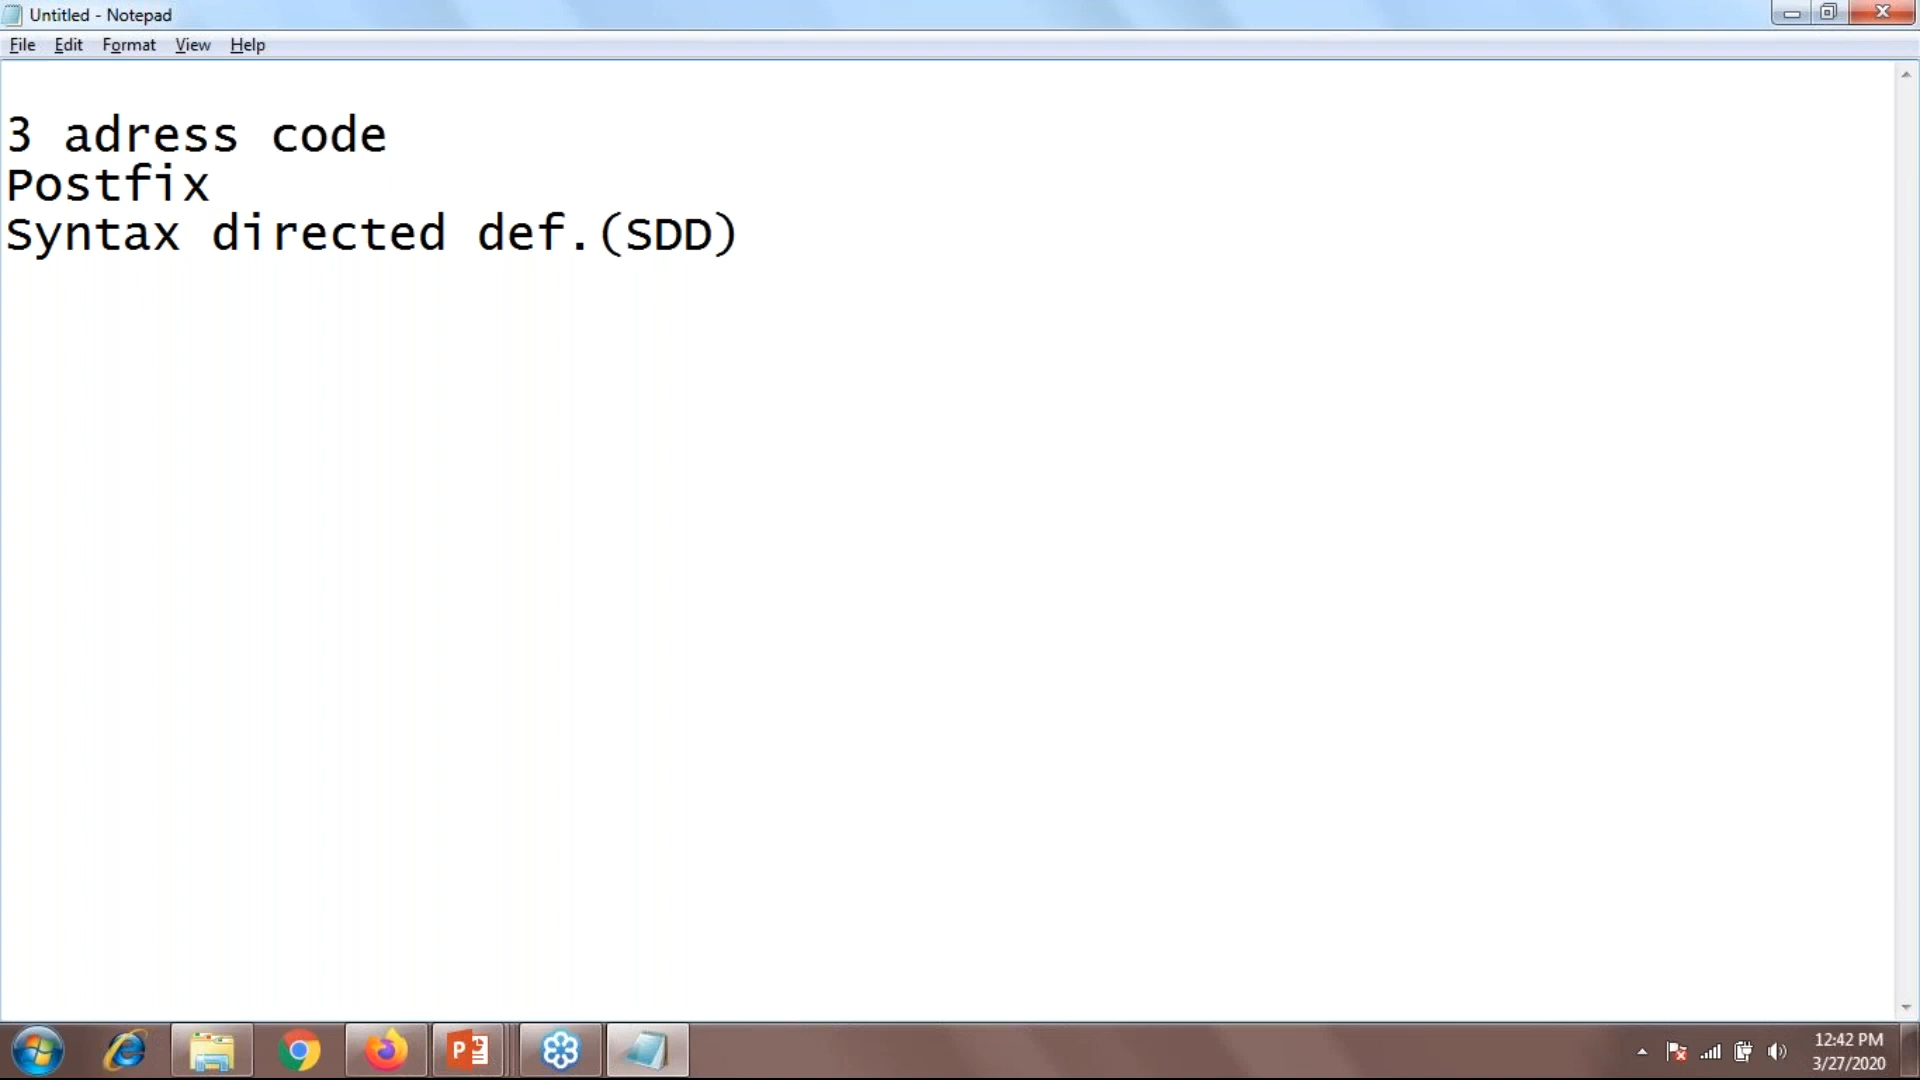 Untitled - Notepad
File Edit Format View Help
3 adress code
Postfix
Syntax directed def.(SDD)
12:42 PM
3/27/2020